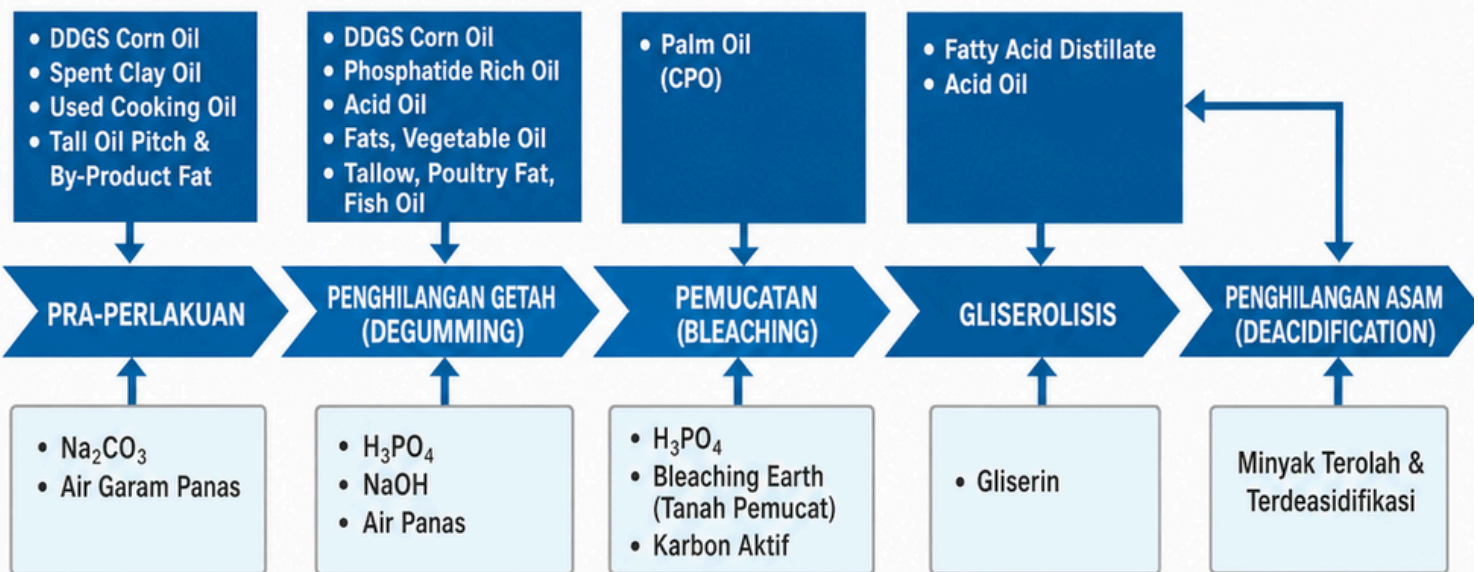 • DDGS Corn Oil
• Spent Clay Oil
• Used Cooking Oil
• Tall Oil Pitch &
By-Product Fat
• DDGS Corn Oil
• Phosphatide Rich Oil
• Acid Oil
• Fats, Vegetable Oil
• Tallow, Poultry Fat,
Fish Oil
• Palm Oil
(CPO)
• Fatty Acid Distillate
• Acid Oil
PRA-PERLAKUAN
PENGHILANGAN GETAH
(DEGUMMING)
PEMUCATAN
(BLEACHING)
GLISEROLISIS
PENGHILANGAN ASAM
(DEACIDIFICATION)
• Na₂CO₃
• Air Garam Panas
• H₃PO₄
• NaOH
• Air Panas
• H₃PO₄
• Bleaching Earth
(Tanah Pemucat)
• Karbon Aktif
• Gliserin
Minyak Terolah &
Terdeasidifikasi